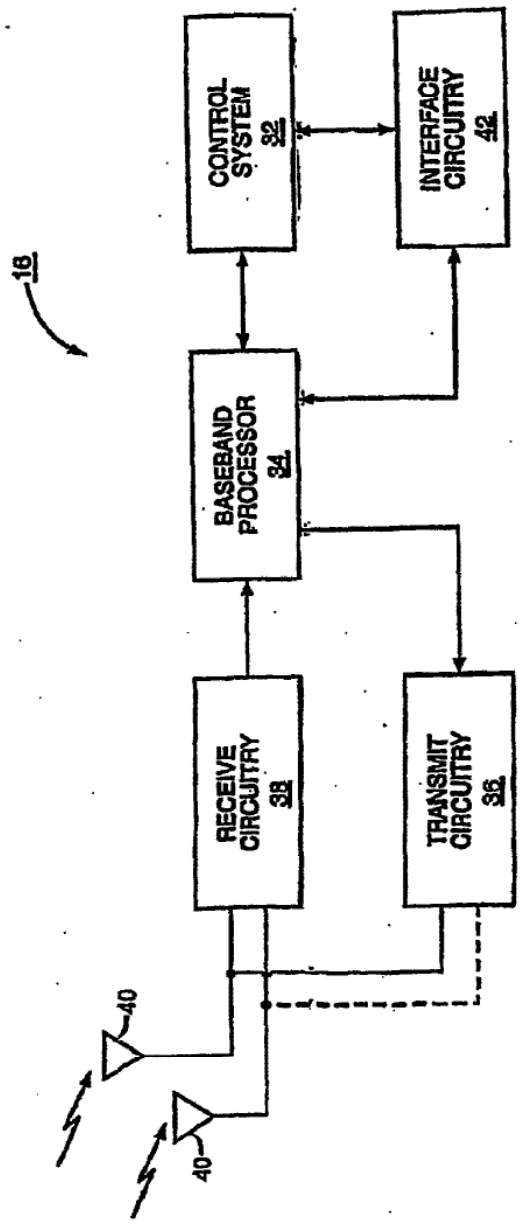 16
40
40
RECEIVE
CIRCUITRY
38
BASEBAND
PROCESSOR
34
CONTROL
SYSTEM
32
TRANSMIT
CIRCUITRY
36
INTERFACE
CIRCUITRY
42